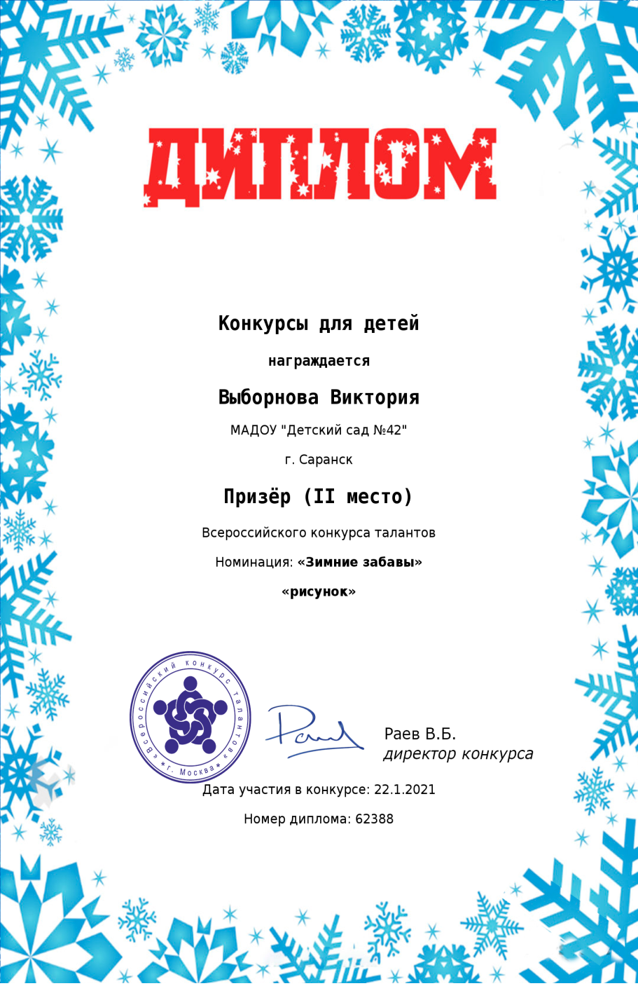 ДИПЛОМ
Конкурсы для детей
награждается
Выборнова Виктория
МАДОУ "Детский сад №42"
г. Саранск
Призёр (II место)
Всероссийского конкурса талантов
Номинация: «Зимние забавы»
«рисунок»
«Всероссийский конкурс талантов»
*г. Москва*
Раев В.Б.
директор конкурса
Дата участия в конкурсе: 22.1.2021
Номер диплома: 62388